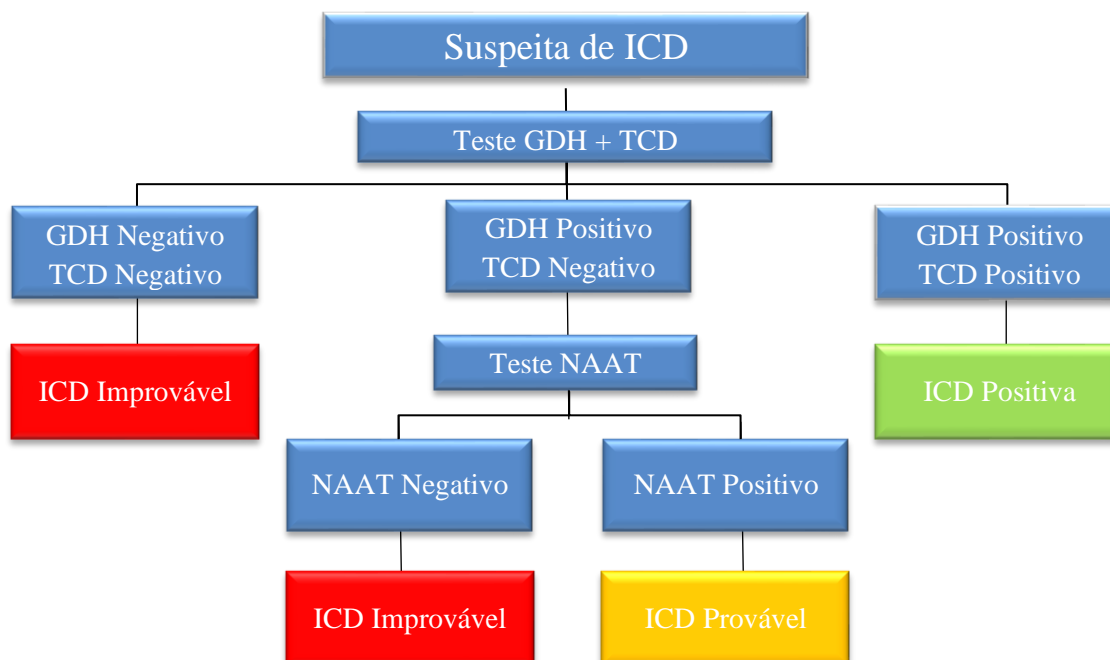 Suspeita de ICD
Teste GDH + TCD
GDH Negativo
TCD Negativo
GDH Positivo
TCD Negativo
GDH Positivo
TCD Positivo
ICD Improvável
Teste NAAT
ICD Positiva
NAAT Negativo
NAAT Positivo
ICD Improvável
ICD Provável